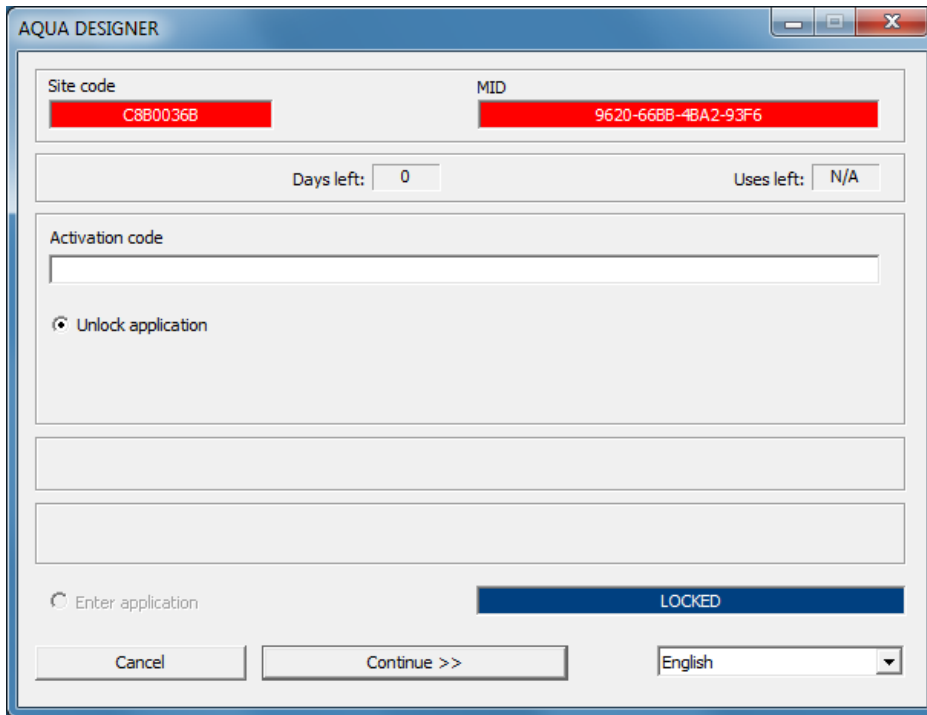 AQUA DESIGNER
Site code
MID
C8B0036B
9620-66BB-4BA2-93F6
Days left: 0
Uses left: N/A
Activation code
Unlock application
Enter application
LOCKED
Cancel
Continue >>
English